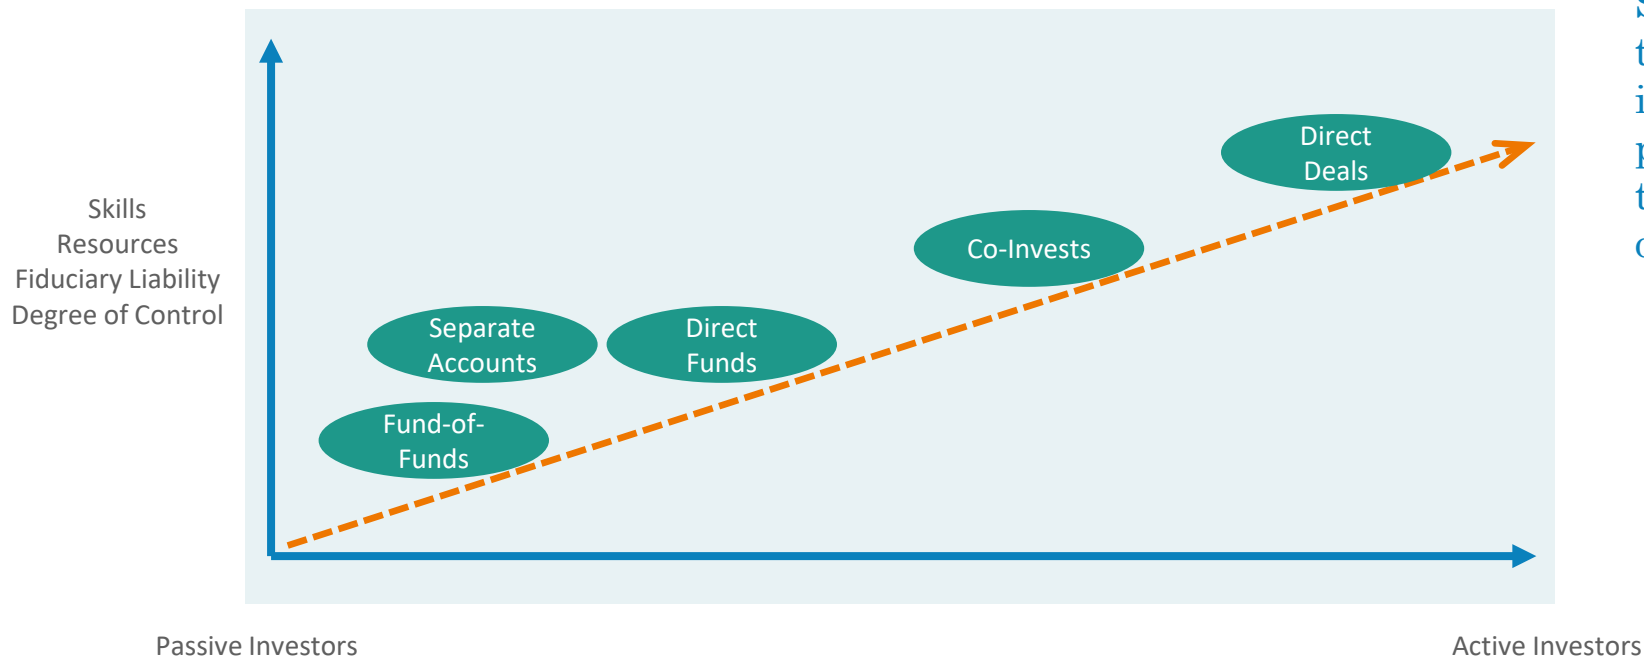 Skills
Resources
Fiduciary Liability
Degree of Control
Direct
Deals
Co-Invests
Separate
Accounts
Direct
Funds
Fund-of-
Funds
Passive Investors
Active Investors